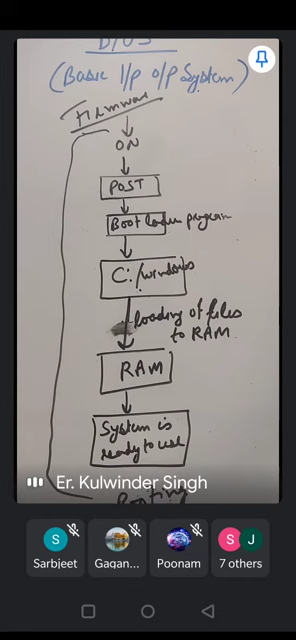 BIOS
(Basic I/p O/p System)
Firmware
ON
POST
Boot loader program
C:/windows
loading of files
to RAM
RAM
System is
ready to use
Er. Kulwinder Singh
Booting
S
S J
Sarbjeet
Gagan...
Poonam
7 others